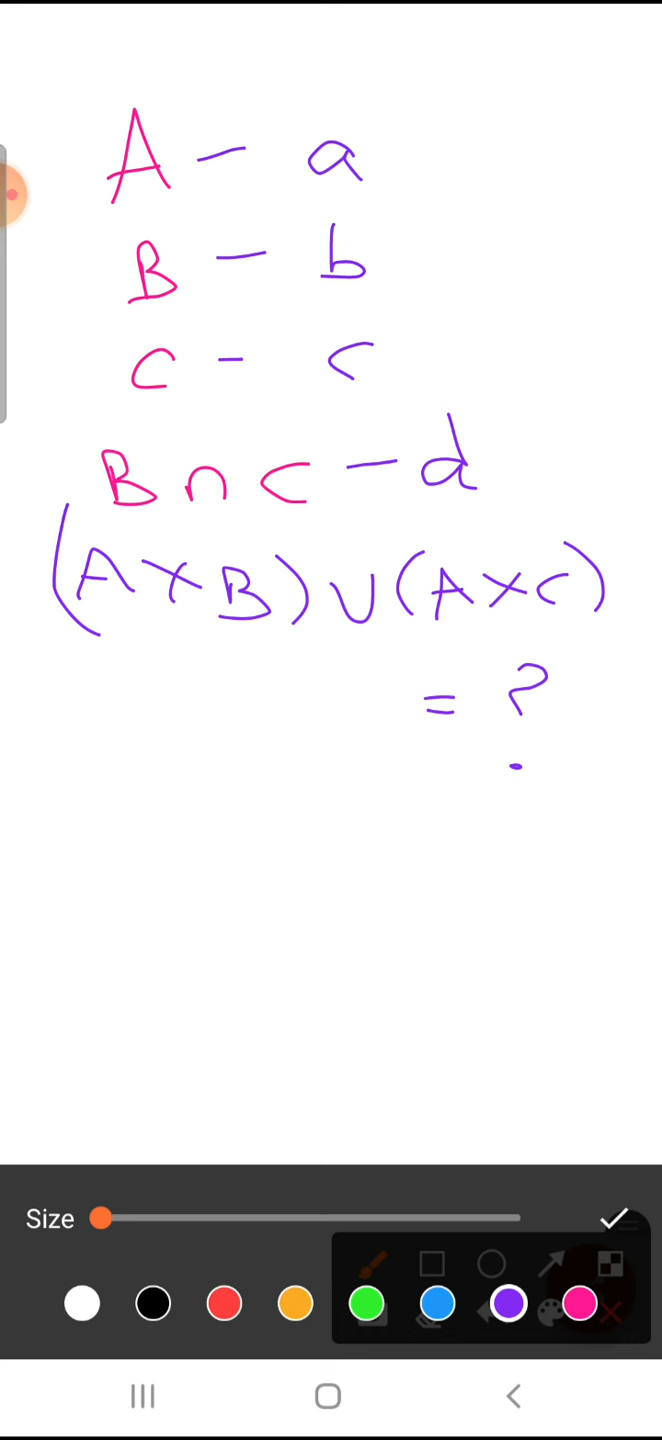 A - a
B - b
C - c
B ∩ C - d
(A × B) ∪ (A × C)
= ?
Size